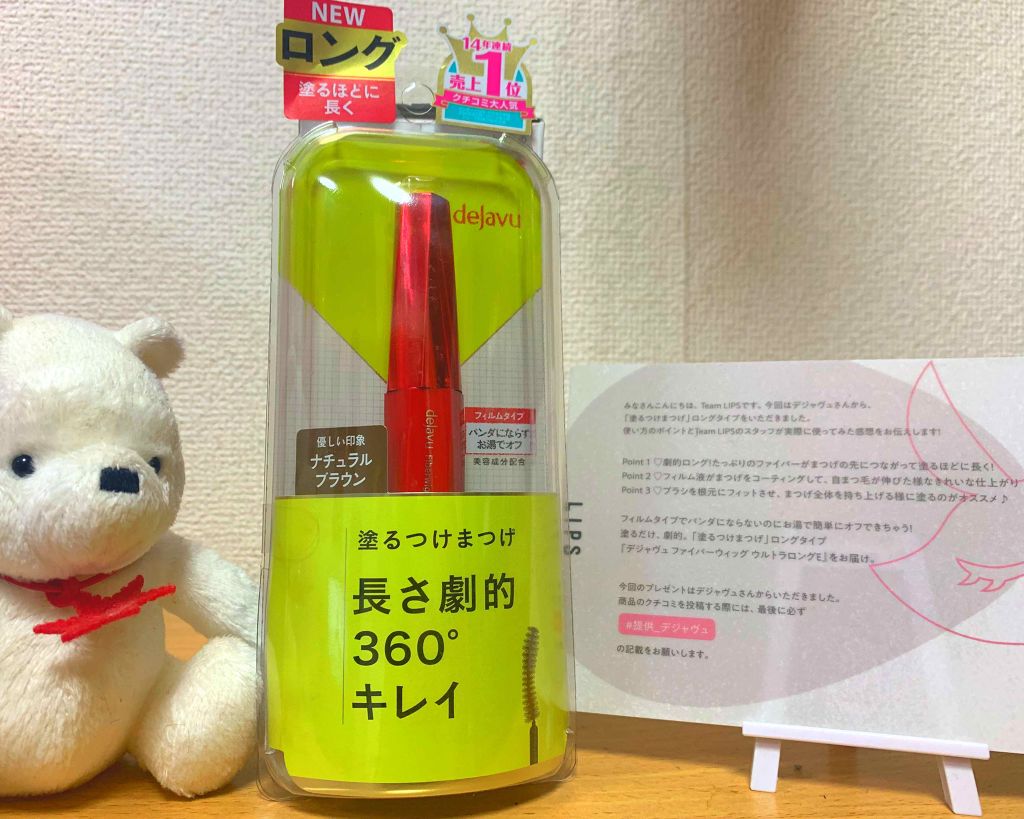 NEW
ロング
塗るほどに
長く
14年連続
売上1位
クチコミ大人気
dejavu
dejavu Fiberwig
フィルムタイプ
パンダにならず
お湯でオフ
美容成分配合
優しい印象
ナチュラル
ブラウン
塗るつけまつげ
長さ劇的
360°
キレイ
LIPS
みなさんこんにちは、Team LIPSです。今回はデジャヴュさんから、
「塗るつけまつげ」ロングタイプをいただきました。
使い方のポイントとTeam LIPSのスタッフが実際に使ってみた感想をお伝えします!
Point 1 ♡劇的ロング!たっぷりのファイバーがまつげの先につながって塗るほどに長く!
Point 2 ♡フィルム液がまつげをコーティングして、自まつ毛が伸びた様なきれいな仕上がり
Point 3 ♡ブラシを根元にフィットさせ、まつげ全体を持ち上げる様に塗るのがオススメ♪
フィルムタイプでパンダにならないのにお湯で簡単にオフできちゃう!
塗るだけ、劇的。「塗るつけまつげ」ロングタイプ
『デジャヴュ ファイバーウィッグ ウルトラロングE』をお届け。
今回のプレゼントはデジャヴュさんからいただきました。
商品のクチコミを投稿する際には、最後に必ず
#提供_デジャヴュ
の記載をお願いします。